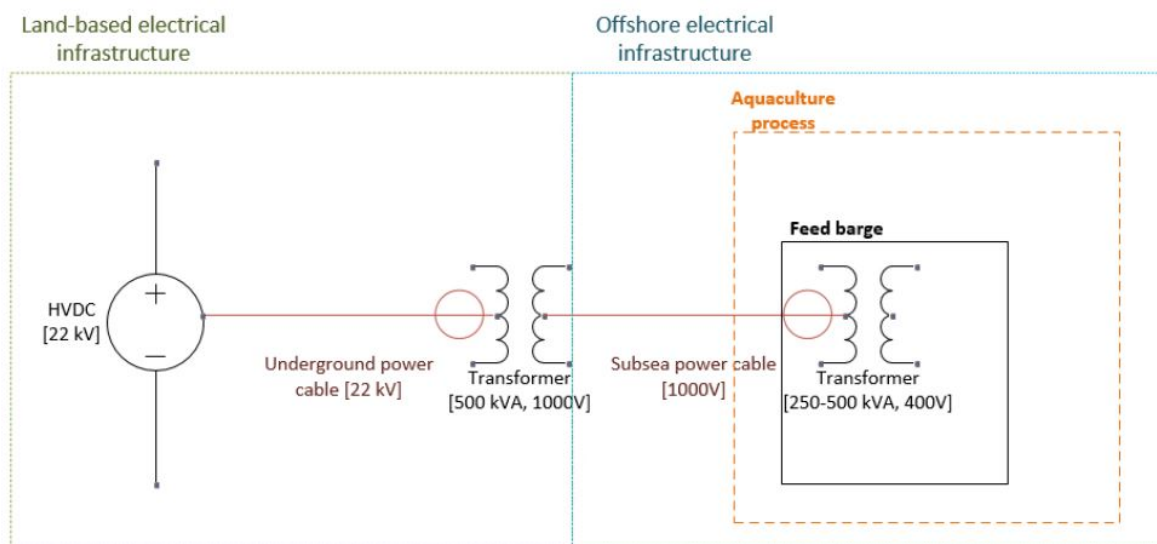 Land-based electrical
infrastructure
Offshore electrical
infrastructure
Aquaculture
process
Feed barge
HVDC
[22 kV]
+
−
Underground power
cable [22 kV]
Transformer
[500 kVA, 1000V]
Subsea power cable
[1000V]
Transformer
[250-500 kVA, 400V]